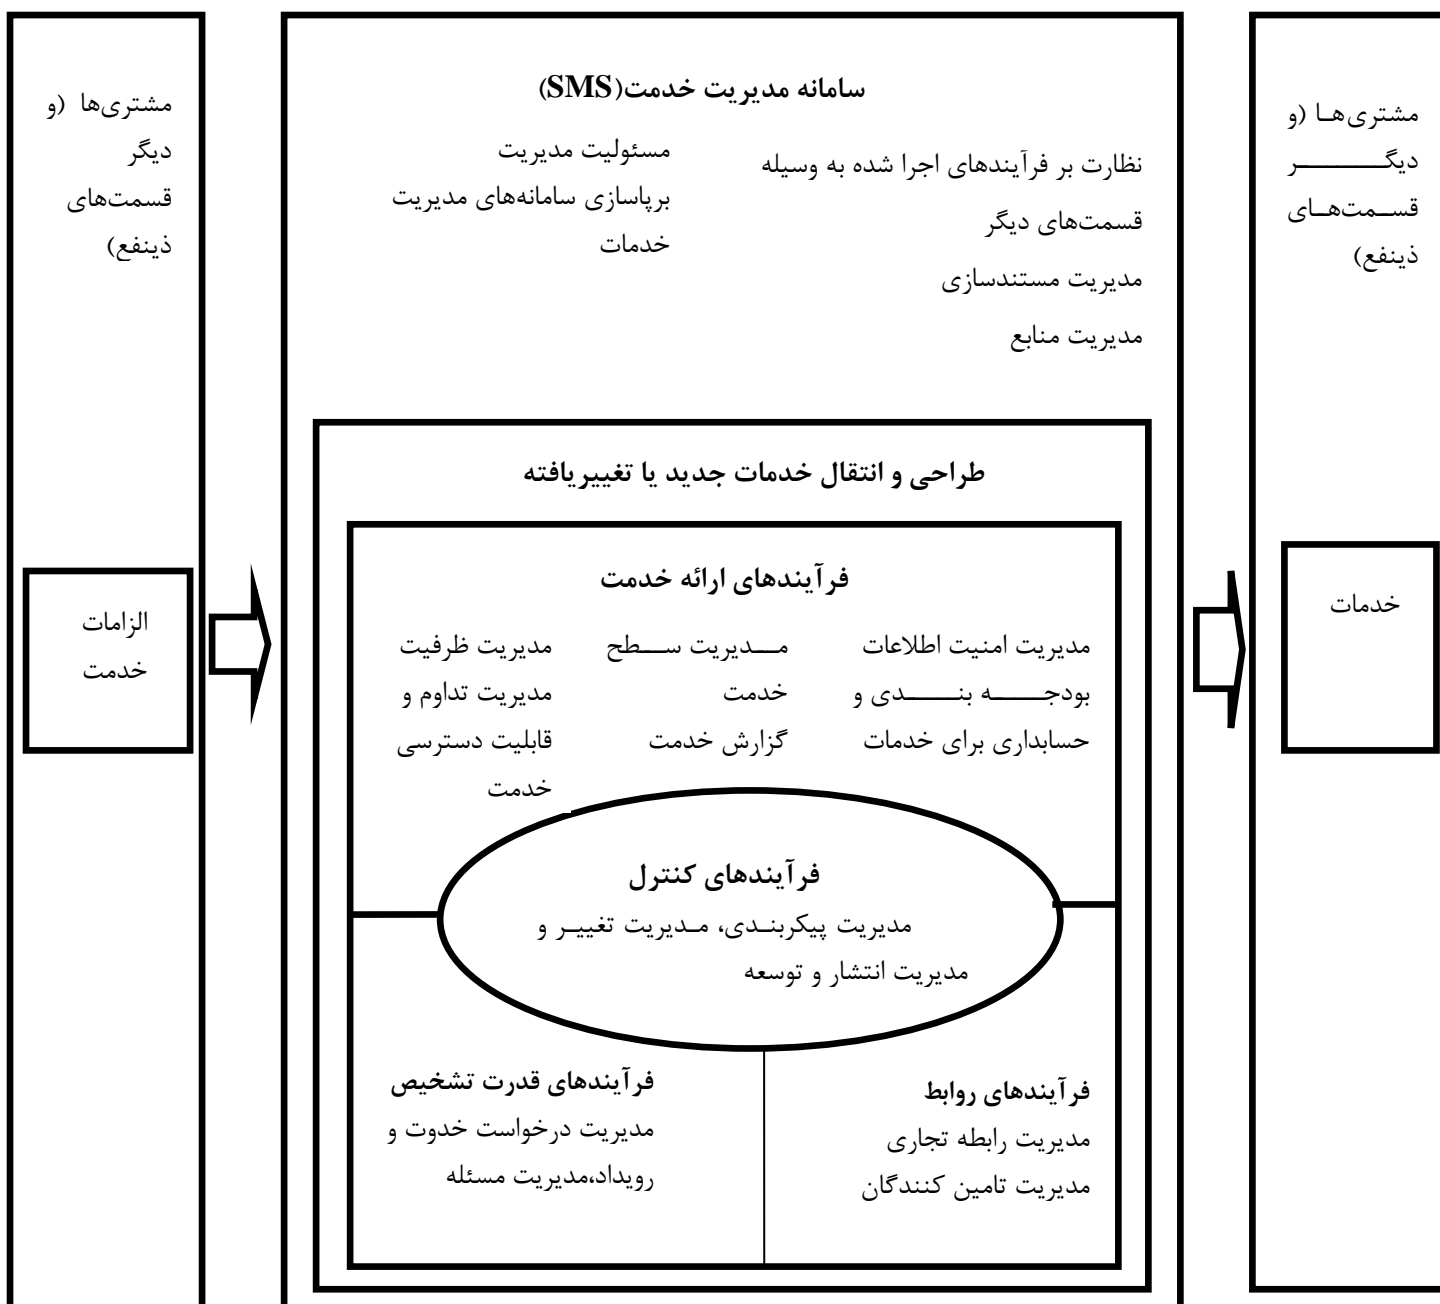 سامانه مدیریت خدمت(SMS)
مشتری‌ها (و
دیگر
قسمت‌های
ذینفع)
نظارت بر فرآیندهای اجرا شده به وسیله
قسمت‌های دیگر
مدیریت مستندسازی
مدیریت منابع
مسئولیت مدیریت
برپاسازی سامانه‌های مدیریت
خدمات
مشتری‌ها (و
دیگر
قسمت‌های
ذینفع)
طراحی و انتقال خدمات جدید یا تغییریافته
فرآیندهای ارائه خدمت
خدمات
مدیریت امنیت اطلاعات
بودجه بندی و
حسابداری برای خدمات
مدیریت سطح
خدمت
گزارش خدمت
مدیریت ظرفیت
مدیریت تداوم و
قابلیت دسترسی
خدمت
الزامات
خدمت
فرآیندهای کنترل
مدیریت پیکربندی، مدیریت تغییر و
مدیریت انتشار و توسعه
فرآیندهای روابط
مدیریت رابطه تجاری
مدیریت تامین کنندگان
فرآیندهای قدرت تشخیص
مدیریت درخواست خدوت و
رویداد،مدیریت مسئله